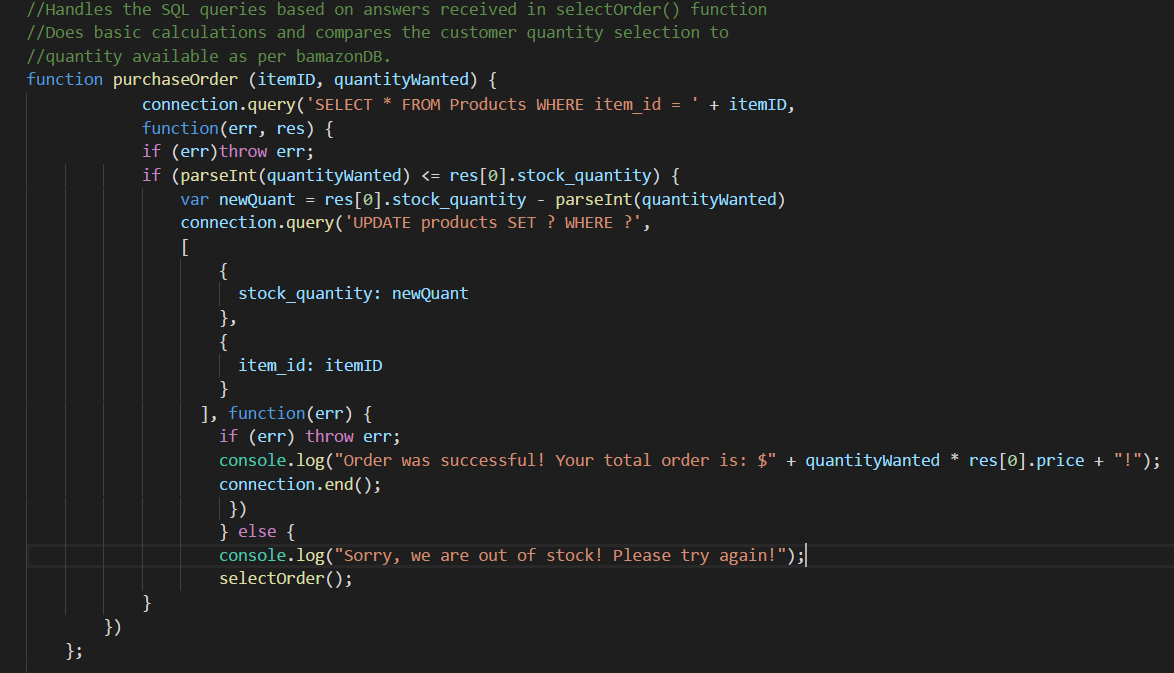 //Handles the SQL queries based on answers received in selectOrder() function
//Does basic calculations and compares the customer quantity selection to
//quantity available as per bamazonDB.
function purchaseOrder (itemID, quantityWanted) {
connection.query('SELECT * FROM Products WHERE item_id = ' + itemID,
function(err, res) {
if (err)throw err;
if (parseInt(quantityWanted) <= res[0].stock_quantity) {
var newQuant = res[0].stock_quantity - parseInt(quantityWanted)
connection.query('UPDATE products SET ? WHERE ?',
[
{
stock_quantity: newQuant
},
{
item_id: itemID
}
], function(err) {
if (err) throw err;
console.log("Order was successful! Your total order is: $" + quantityWanted * res[0].price + "!");
connection.end();
})
} else {
console.log("Sorry, we are out of stock! Please try again!");
selectOrder();
}
})
};